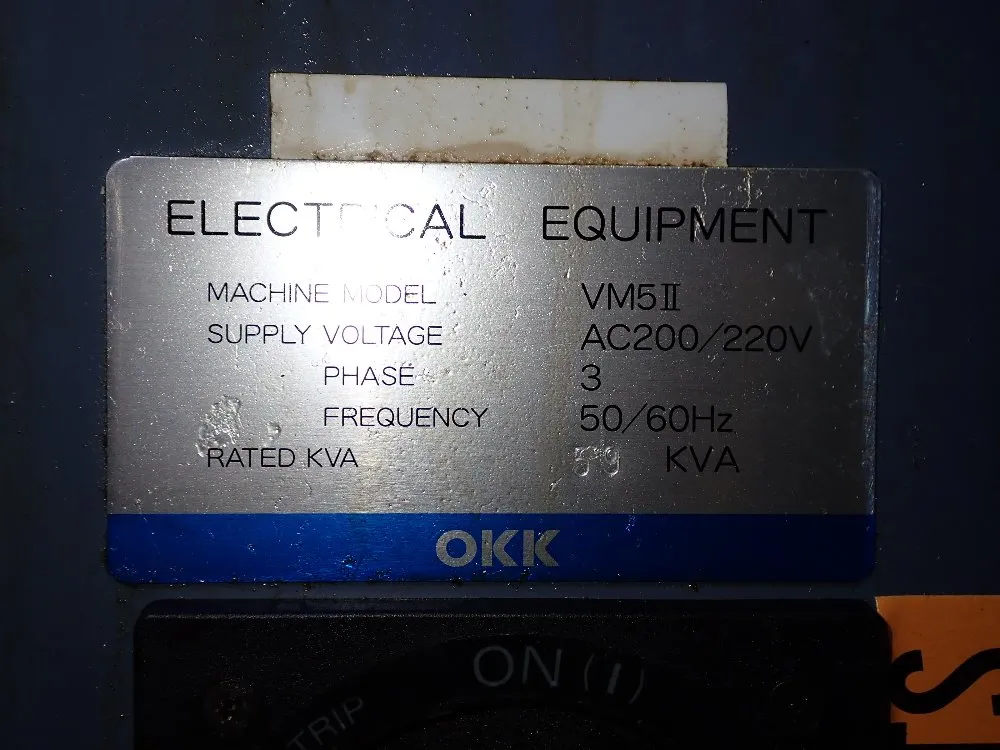 ELECTRICAL EQUIPMENT
MACHINE MODEL VM5Ⅱ
SUPPLY VOLTAGE AC200/220V
PHASE 3
FREQUENCY 50/60Hz
RATED KVA 59 KVA
OKK
ON (I)
TRIP
S